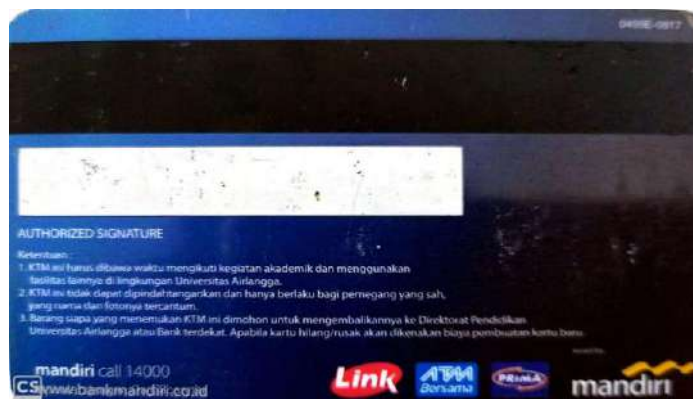 0499E-0817
AUTHORIZED SIGNATURE
Ketentuan :
1. KTM ini harus dibawa waktu mengikuti kegiatan akademik dan menggunakan
fasilitas lainnya di lingkungan Universitas Airlangga.
2. KTM ini tidak dapat dipindahtangankan dan hanya berlaku bagi pemegang yang sah,
yang nama dan fotonya tercantum.
3. Barang siapa yang menemukan KTM ini dimohon untuk mengembalikannya ke Direktorat Pendidikan
Universitas Airlangga atau Bank terdekat. Apabila kartu hilang/rusak akan dikenakan biaya pembuatan kartu baru.
mandiri call 14000
www.bankmandiri.co.id
CS
Link
ATM
Bersama
PRIMA
mandiri